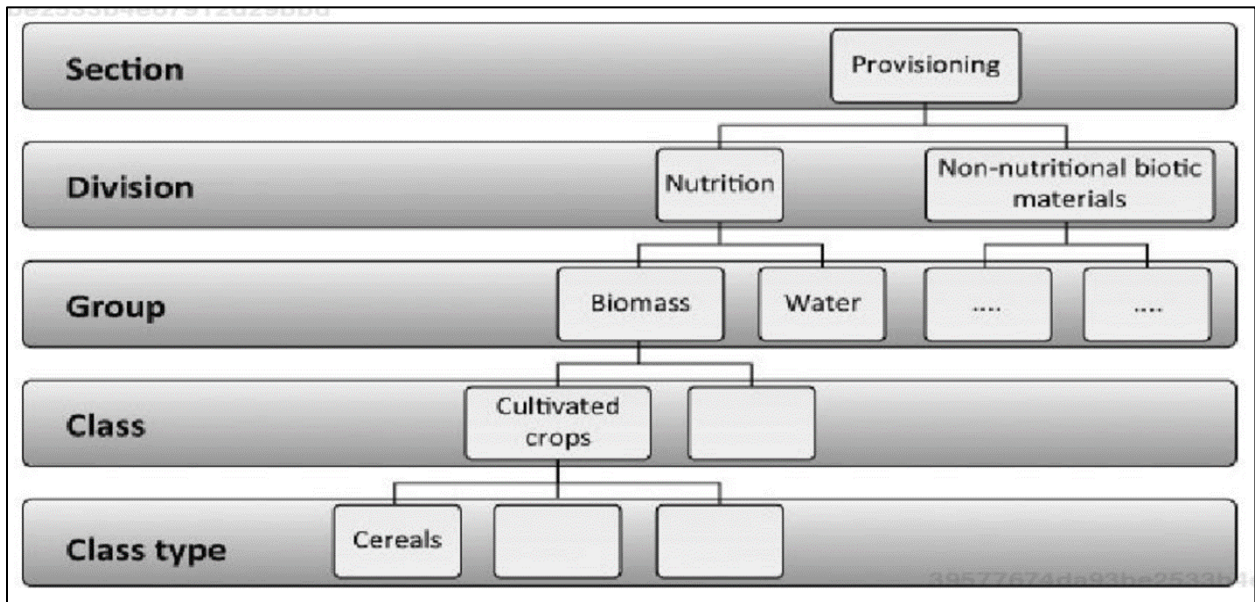 Section
Provisioning
Division
Nutrition
Non-nutritional biotic
materials
Group
Biomass
Water
....
....
Class
Cultivated
crops
Class type
Cereals